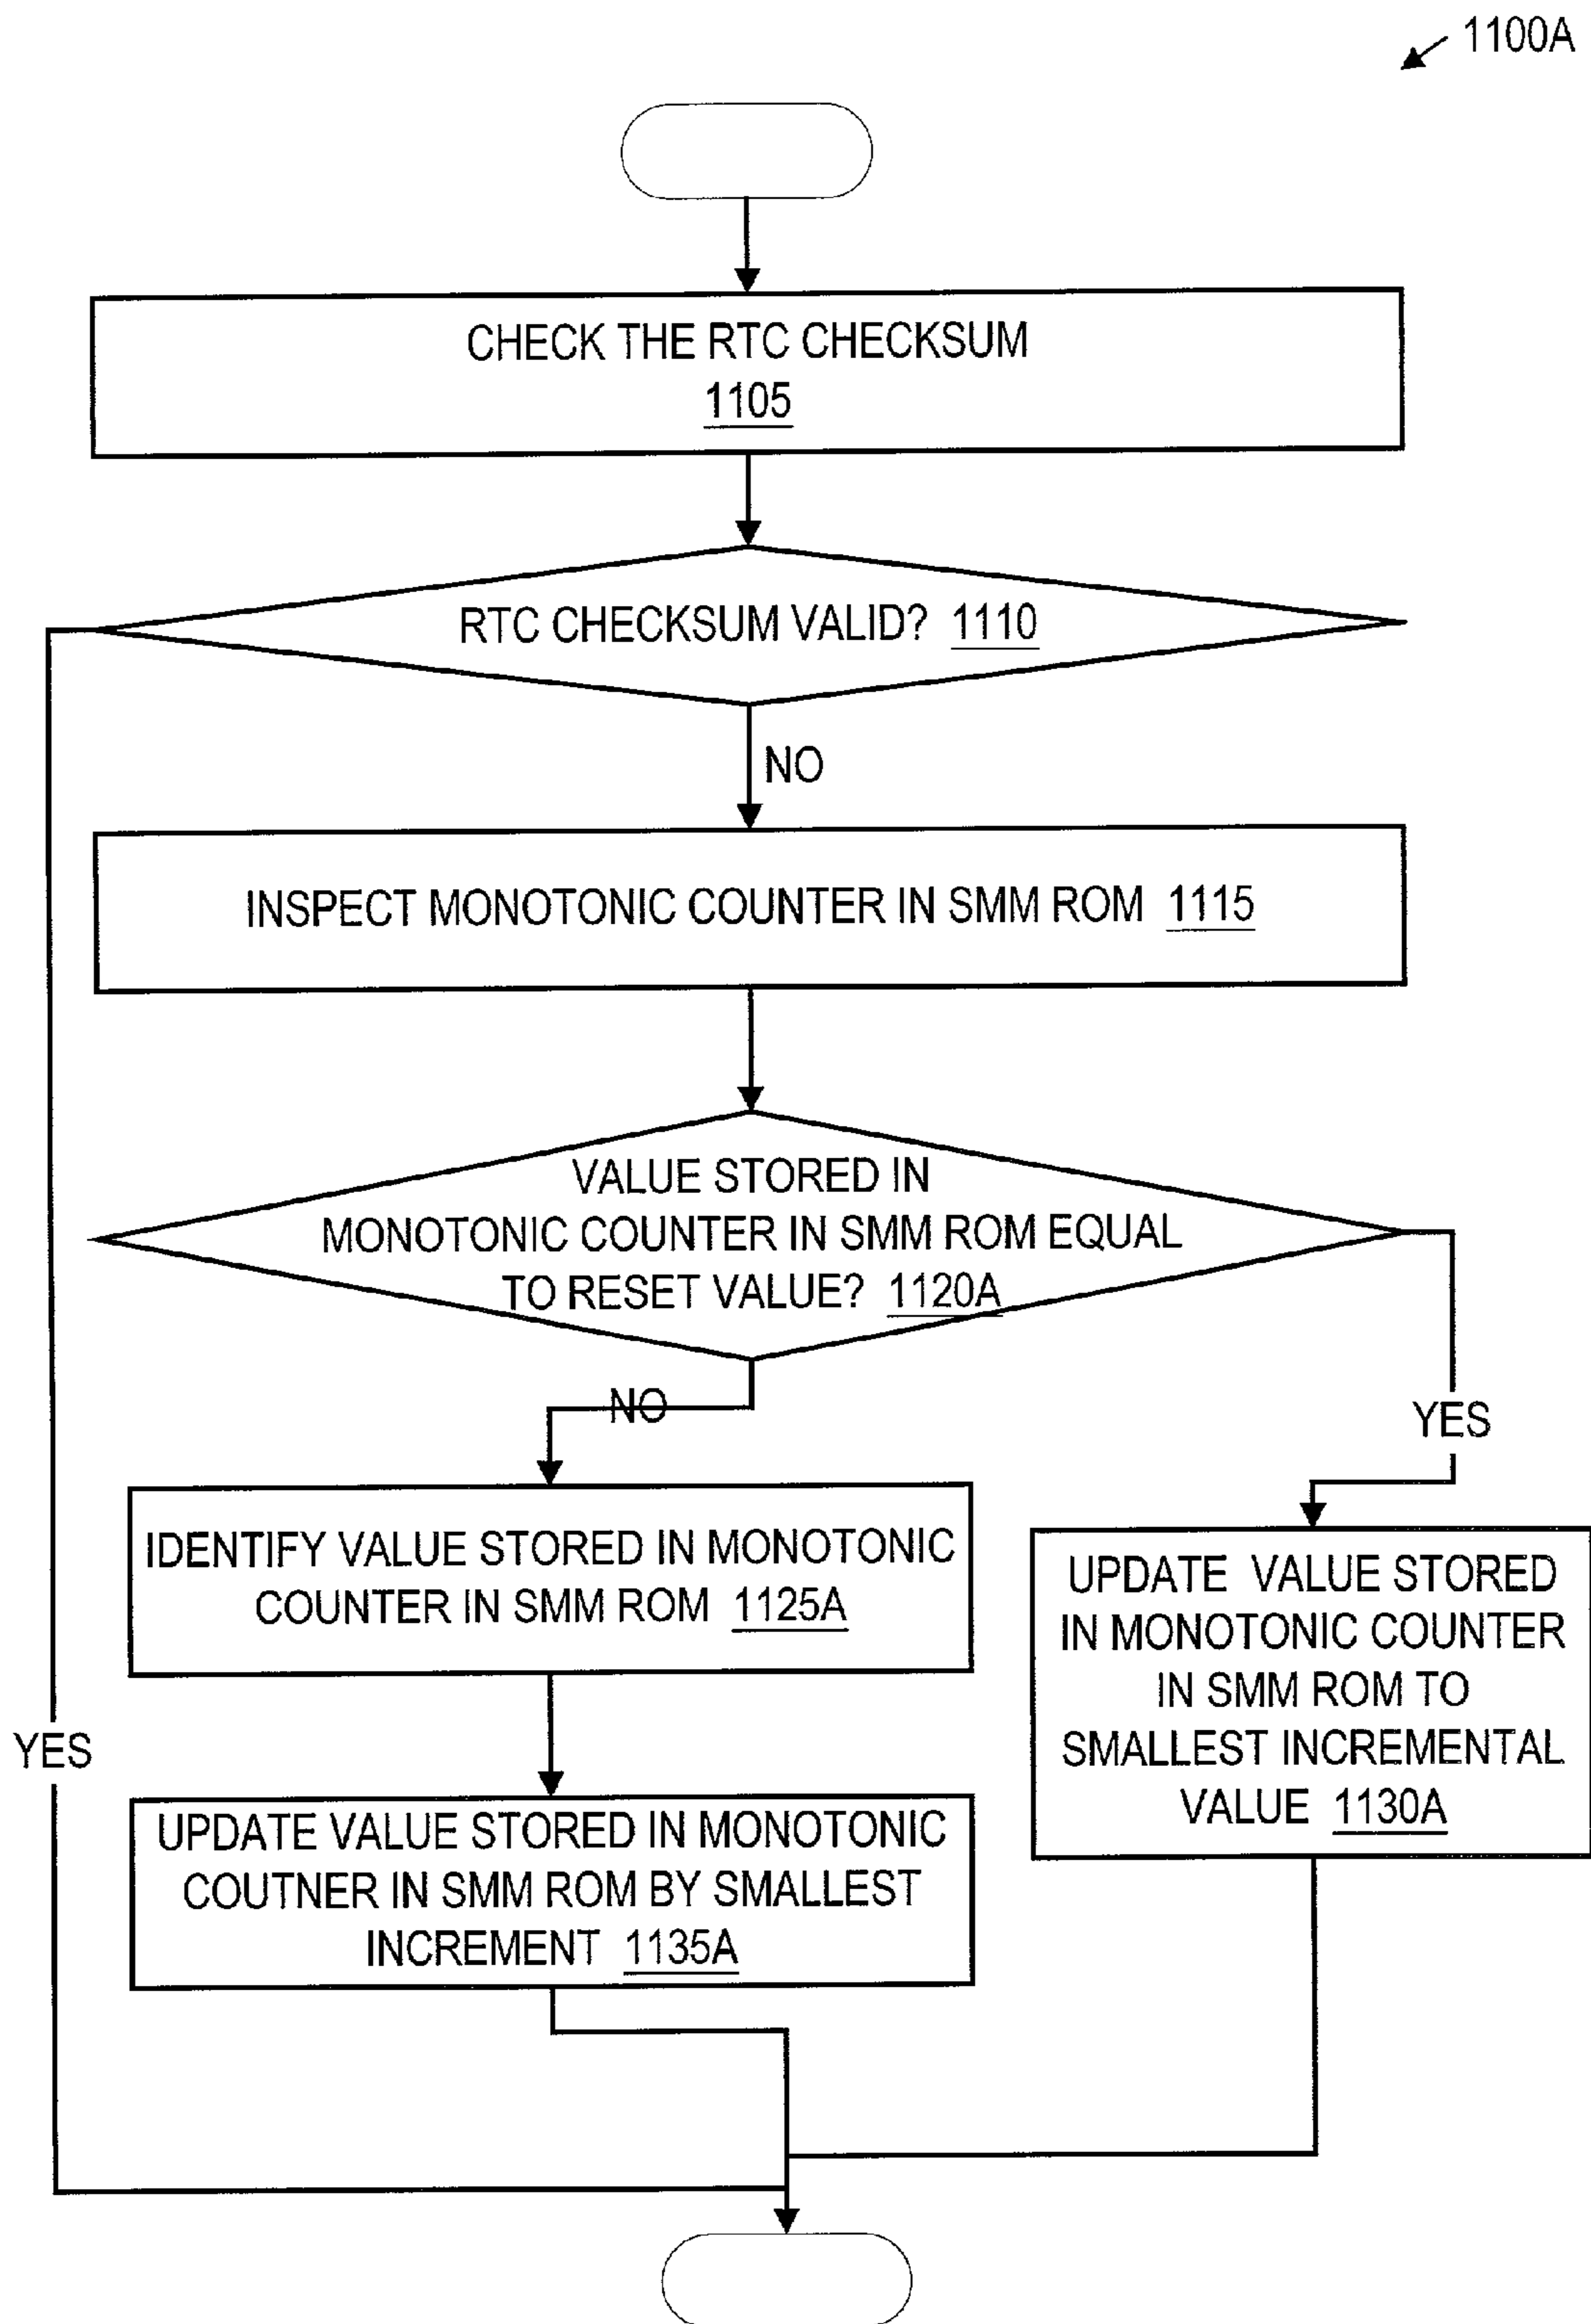 1100A
CHECK THE RTC CHECKSUM
1105
RTC CHECKSUM VALID? 1110
NO
INSPECT MONOTONIC COUNTER IN SMM ROM 1115
VALUE STORED IN
MONOTONIC COUNTER IN SMM ROM EQUAL
TO RESET VALUE? 1120A
NO
YES
IDENTIFY VALUE STORED IN MONOTONIC
COUNTER IN SMM ROM 1125A
UPDATE VALUE STORED
IN MONOTONIC COUNTER
IN SMM ROM TO
SMALLEST INCREMENTAL
VALUE 1130A
YES
UPDATE VALUE STORED IN MONOTONIC
COUTNER IN SMM ROM BY SMALLEST
INCREMENT 1135A